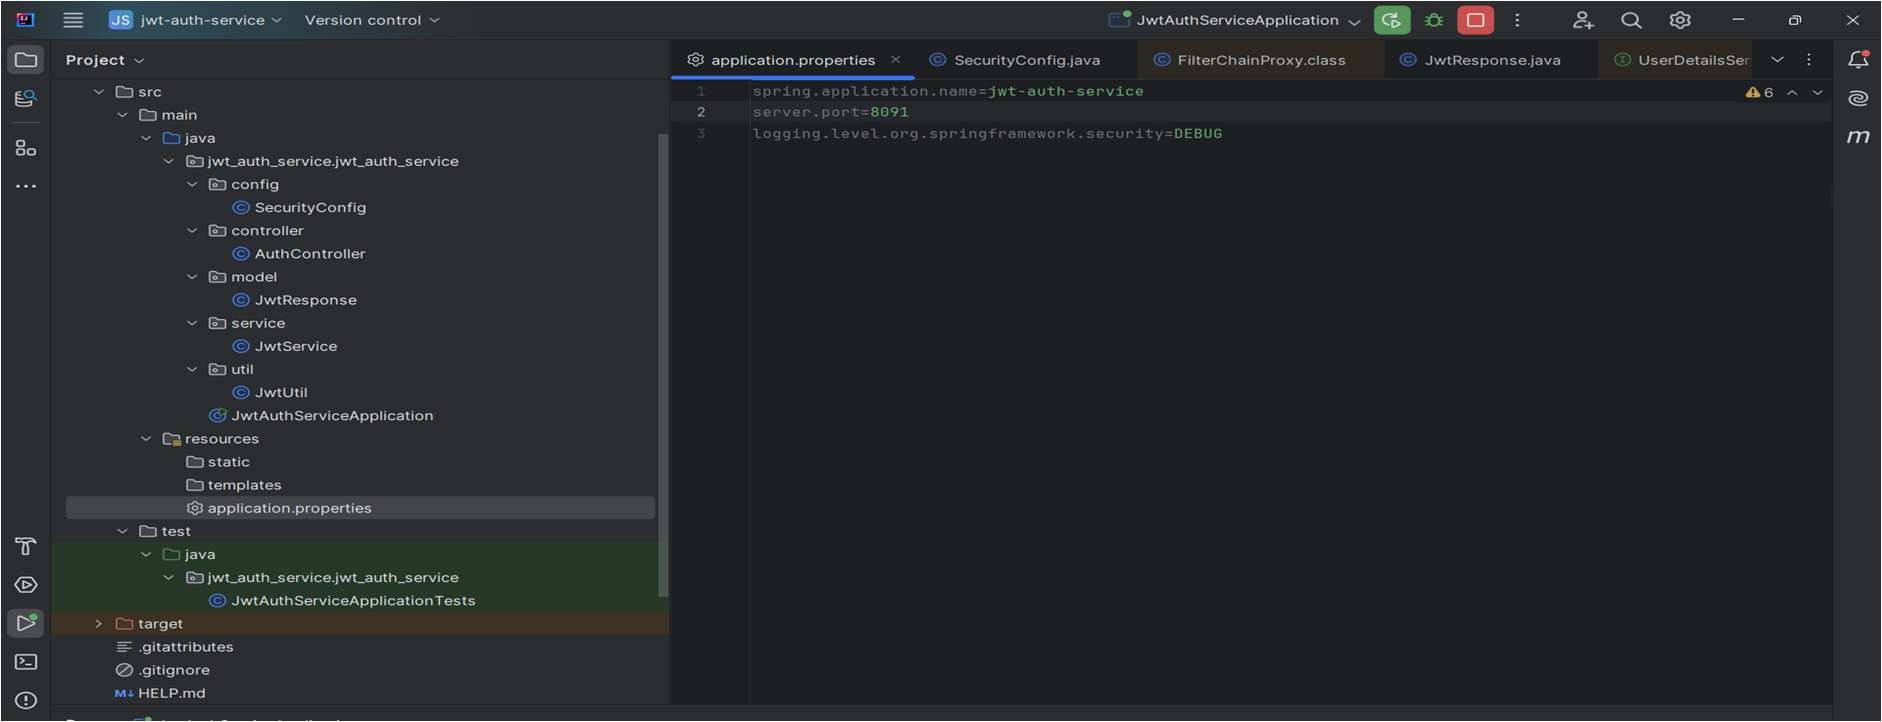 JS jwt-auth-service Version control JwtAuthServiceApplication
Project
application.properties SecurityConfig.java FilterChainProxy.class JwtResponse.java UserDetailsSer
src
main
java
jwt_auth_service.jwt_auth_service
config
SecurityConfig
controller
AuthController
model
JwtResponse
service
JwtService
util
JwtUtil
JwtAuthServiceApplication
resources
static
templates
application.properties
test
java
jwt_auth_service.jwt_auth_service
JwtAuthServiceApplicationTests
target
.gitattributes
.gitignore
M↓ HELP.md
1 spring.application.name=jwt-auth-service
2 server.port=8091
3 logging.level.org.springframework.security=DEBUG
6
m